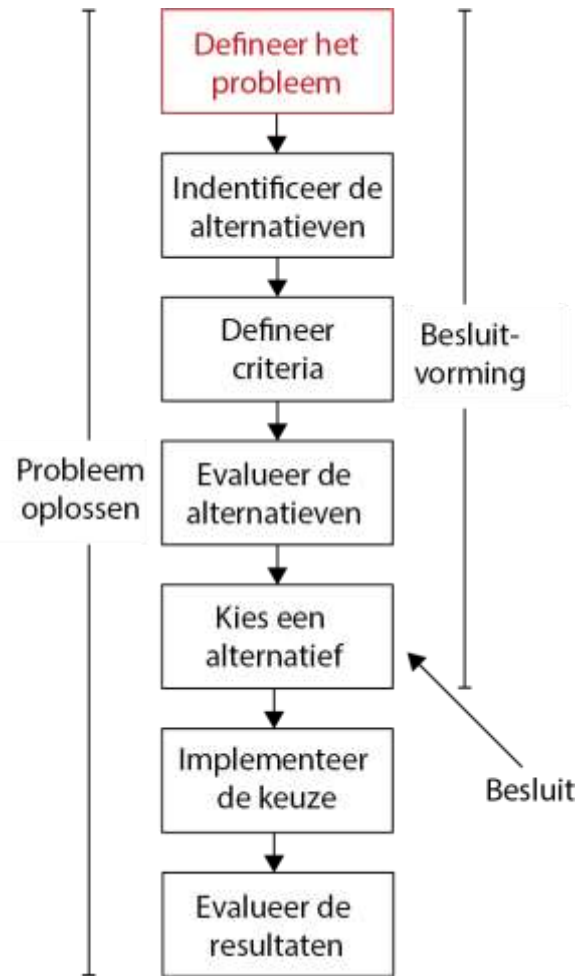 Defineer het
probleem
Indentificeer de
alternatieven
Defineer
criteria
Besluit-
vorming
Evalueer de
alternatieven
Probleem
oplossen
Kies een
alternatief
Implementeer
de keuze
Besluit
Evalueer de
resultaten